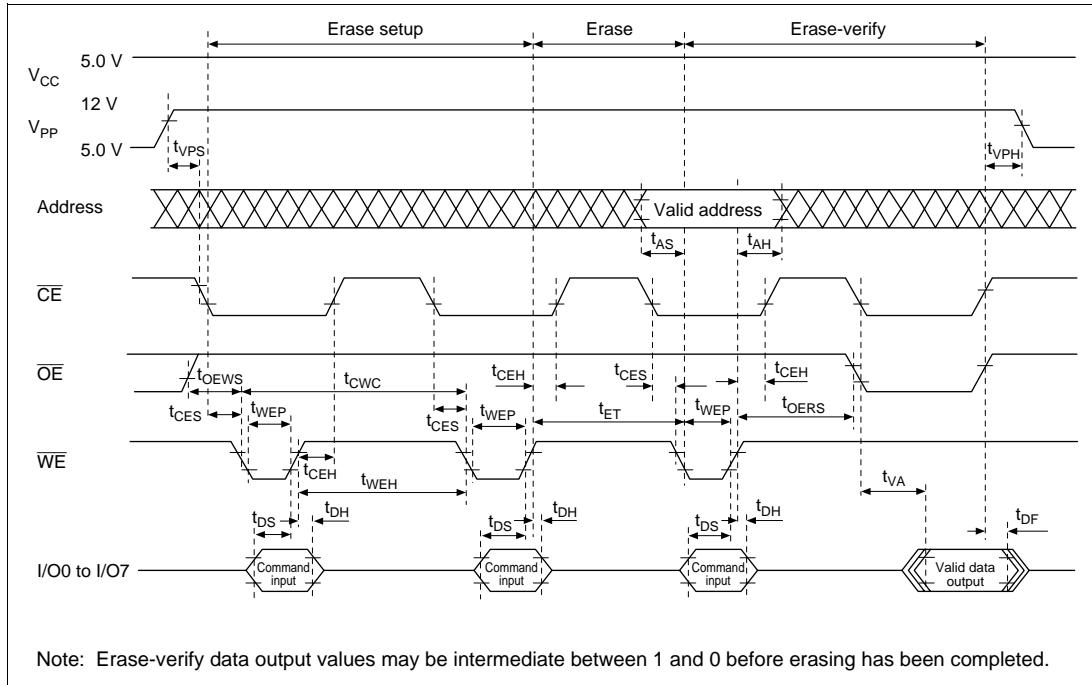 Erase setup Erase Erase-verify
5.0 V
VCC
12 V
VPP
5.0 V
tVPS tVPH
Address Valid address
tAS tAH
CE
OE
tOEWS tCWC tCEH tCES tCEH
tCES tWEP tCES tWEP tET tWEP tOERS
WE
tCEH
tWEH tVA
tDS tDH tDS tDH tDS tDH tDF
I/O0 to I/O7 Command input Command input Command input Valid data output
Note: Erase-verify data output values may be intermediate between 1 and 0 before erasing has been completed.